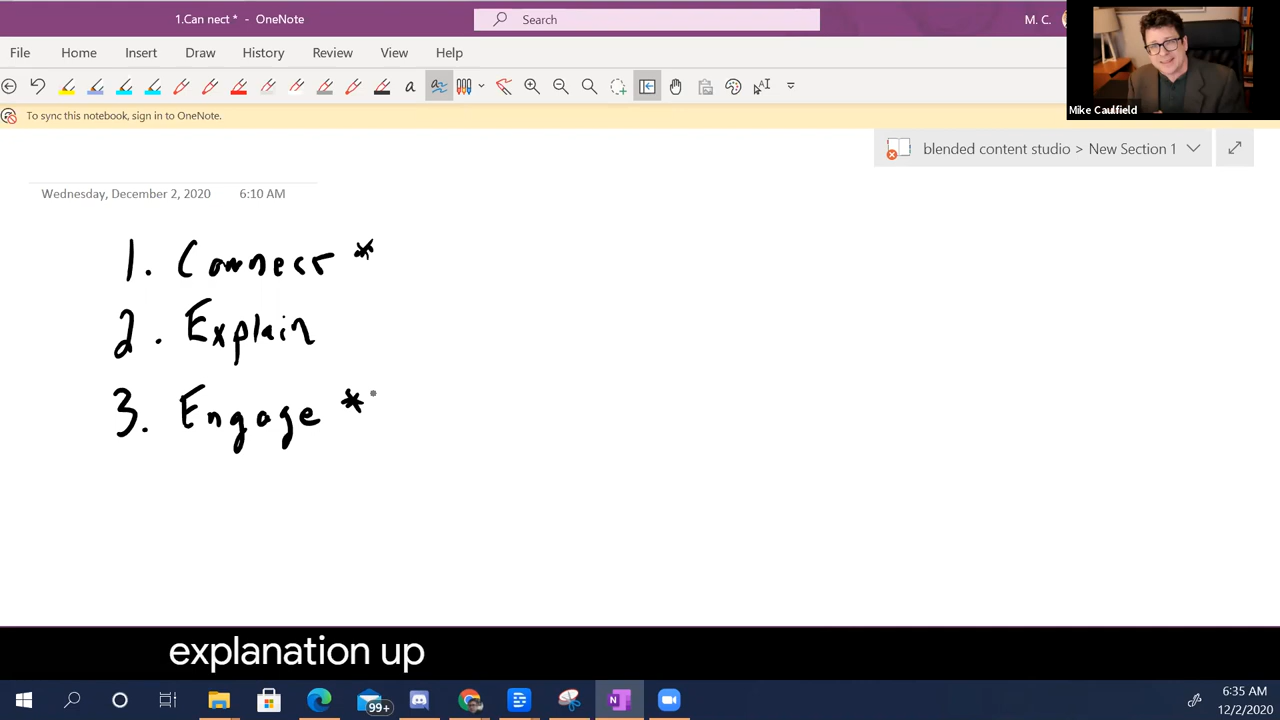 1.Can nect * - OneNote
Search
M. C.
File Home Insert Draw History Review View Help
To sync this notebook, sign in to OneNote.
Mike Caulfield
blended content studio > New Section 1
Wednesday, December 2, 2020 6:10 AM
1. Connect *
2. Explain
3. Engage *
explanation up
99+
6:35 AM
12/2/2020